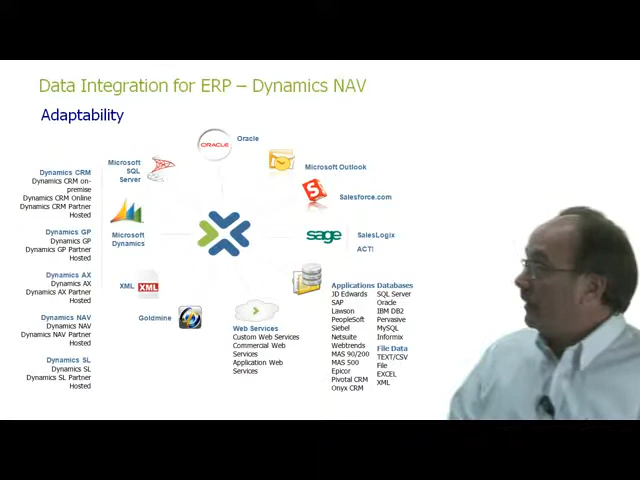 Data Integration for ERP – Dynamics NAV
Adaptability
ORACLE
Oracle
Microsoft
SQL
Server
Microsoft Outlook
Salesforce.com
S
Dynamics CRM
Dynamics CRM on-
premise
Dynamics CRM Online
Dynamics CRM Partner
Hosted
Microsoft
Dynamics
sage
SalesLogix
ACT!
Dynamics GP
Dynamics GP
Dynamics GP Partner
Hosted
Dynamics AX
Dynamics AX
Dynamics AX Partner
Hosted
XML
XML
Goldmine
Dynamics NAV
Dynamics NAV
Dynamics NAV Partner
Hosted
Dynamics SL
Dynamics SL
Dynamics SL Partner
Hosted
Web Services
Custom Web Services
Commercial Web
Services
Application Web
Services
Applications
JD Edwards
SAP
Lawson
PeopleSoft
Siebel
Netsuite
Webtrends
MAS 90/200
MAS 500
Epicor
Pivotal CRM
Onyx CRM
Databases
SQL Server
Oracle
IBM DB2
Pervasive
MySQL
Informix
File Data
TEXT/CSV
File
EXCEL
XML